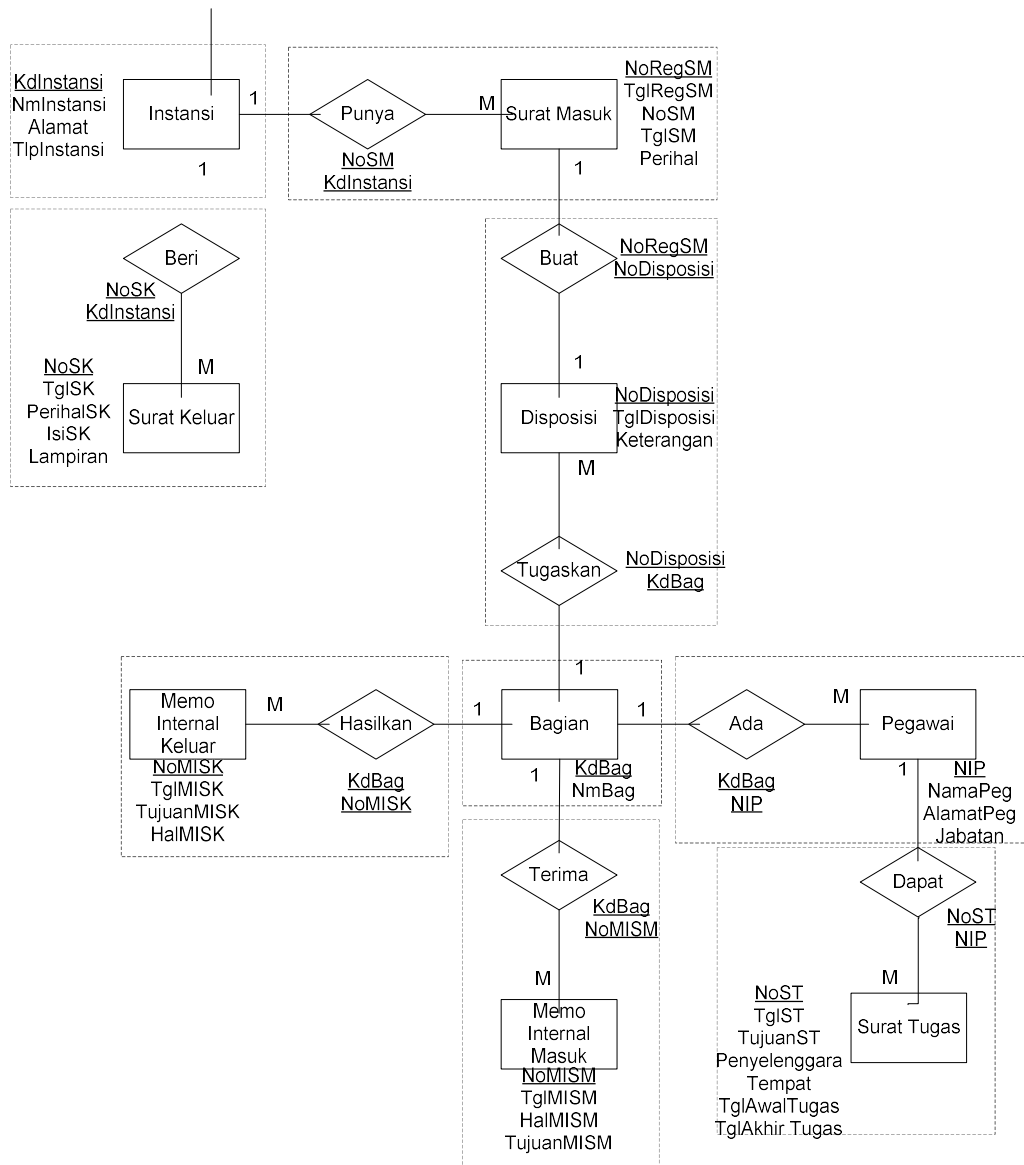 KdInstansi
NmInstansi
Alamat
TlpInstansi
Instansi
1
1
Punya
NoSM
KdInstansi
M
Surat Masuk
NoRegSM
TglRegSM
NoSM
TglSM
Perihal
1
Beri
NoSK
KdInstansi
M
NoSK
TglSK
PerihalSK
IsiSK
Lampiran
Surat Keluar
Buat
NoRegSM
NoDisposisi
1
Disposisi
NoDisposisi
TglDisposisi
Keterangan
M
Tugaskan
NoDisposisi
KdBag
1
Memo
Internal
Keluar
NoMISK
TglMISK
TujuanMISK
HalMISK
M
Hasilkan
KdBag
NoMISK
1
Bagian
1
KdBag
NmBag
1
Ada
KdBag
NIP
M
Pegawai
1
NIP
NamaPeg
AlamatPeg
Jabatan
Terima
KdBag
NoMISM
M
Memo
Internal
Masuk
NoMISM
TglMISM
HalMISM
TujuanMISM
Dapat
NoST
NIP
M
Surat Tugas
NoST
TglST
TujuanST
Penyelenggara
Tempat
TglAwalTugas
TglAkhir Tugas